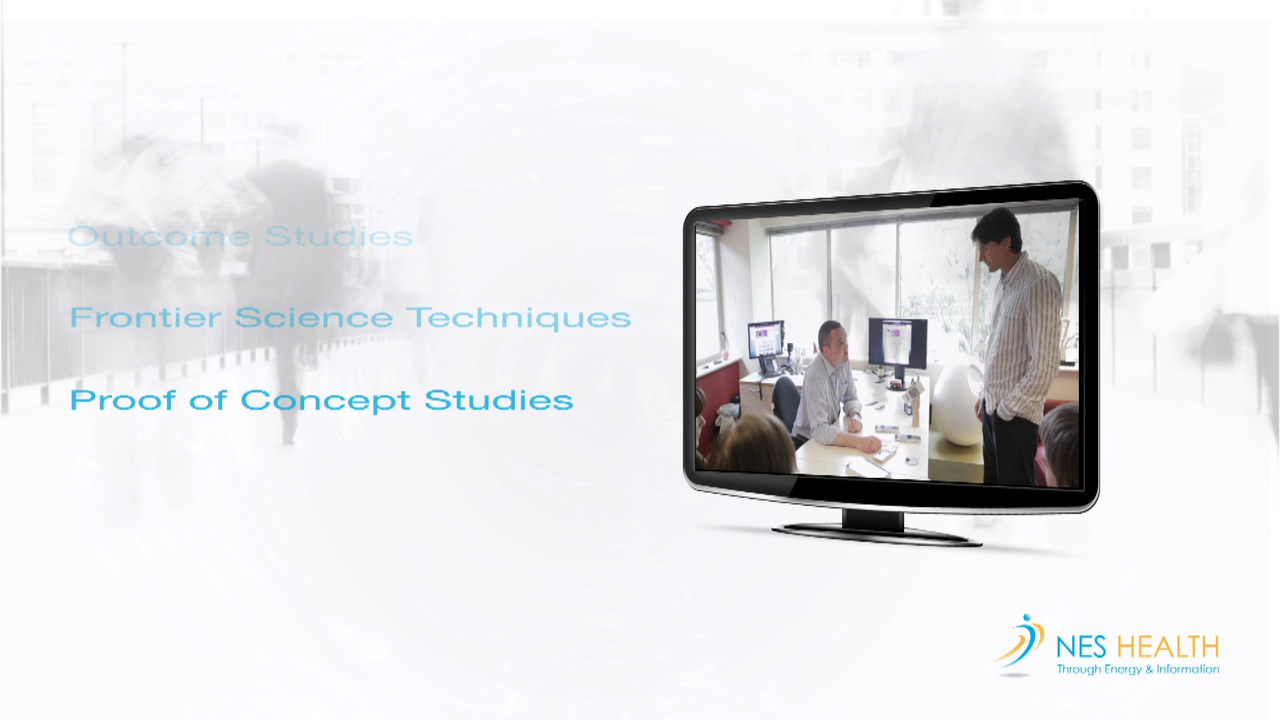 Outcome Studies
Frontier Science Techniques
Proof of Concept Studies
NES HEALTH
Through Energy & Information